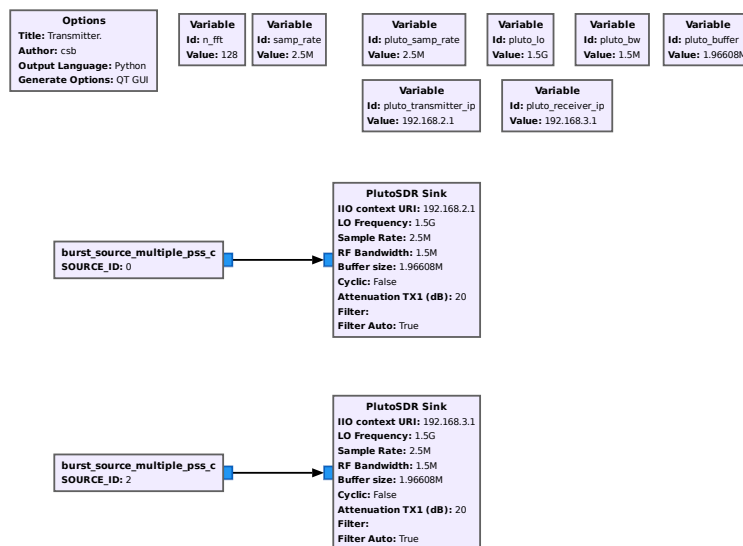 Options
Title: Transmitter.
Author: csb
Output Language: Python
Generate Options: QT GUI
Variable
Id: n_fft
Value: 128
Variable
Id: samp_rate
Value: 2.5M
Variable
Id: pluto_samp_rate
Value: 2.5M
Variable
Id: pluto_lo
Value: 1.5G
Variable
Id: pluto_bw
Value: 1.5M
Variable
Id: pluto_buffer
Value: 1.96608M
Variable
Id: pluto_transmitter_ip
Value: 192.168.2.1
Variable
Id: pluto_receiver_ip
Value: 192.168.3.1
burst_source_multiple_pss_c
SOURCE_ID: 0
PlutoSDR Sink
IIO context URI: 192.168.2.1
LO Frequency: 1.5G
Sample Rate: 2.5M
RF Bandwidth: 1.5M
Buffer size: 1.96608M
Cyclic: False
Attenuation TX1 (dB): 20
Filter:
Filter Auto: True
burst_source_multiple_pss_c
SOURCE_ID: 2
PlutoSDR Sink
IIO context URI: 192.168.3.1
LO Frequency: 1.5G
Sample Rate: 2.5M
RF Bandwidth: 1.5M
Buffer size: 1.96608M
Cyclic: False
Attenuation TX1 (dB): 20
Filter:
Filter Auto: True